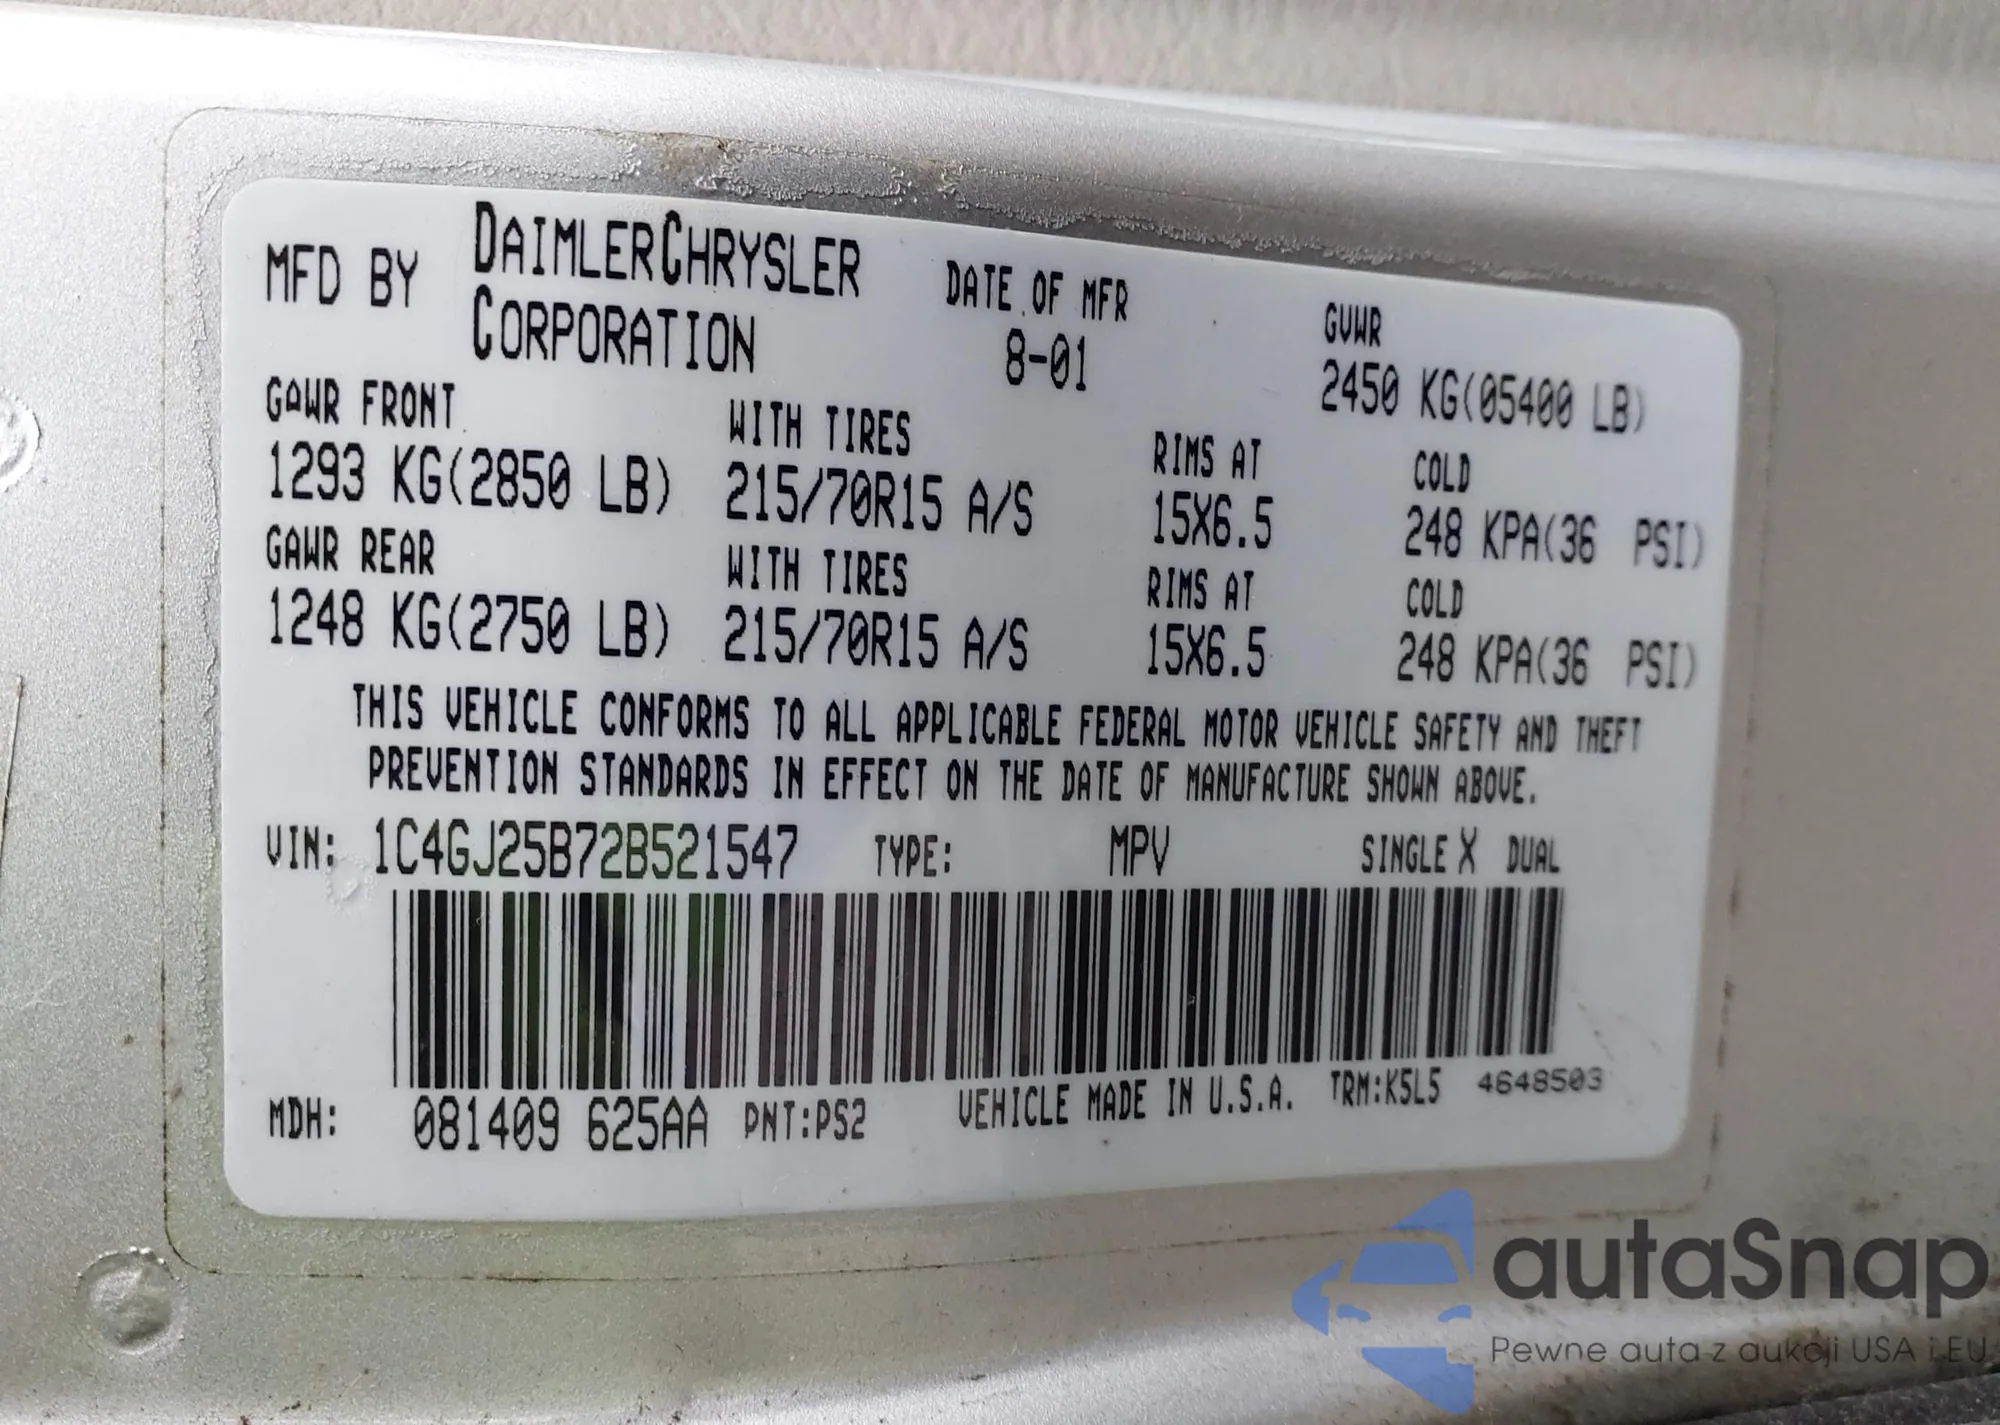 MFD BY DAIMLERCHRYSLER CORPORATION DATE OF MFR 8-01 GVWR 2450 KG(05400 LB)
GAWR FRONT WITH TIRES RIMS AT COLD
1293 KG(2850 LB) 215/70R15 A/S 15X6.5 248 KPA(36 PSI)
GAWR REAR WITH TIRES RIMS AT COLD
1248 KG(2750 LB) 215/70R15 A/S 15X6.5 248 KPA(36 PSI)
THIS VEHICLE CONFORMS TO ALL APPLICABLE FEDERAL MOTOR VEHICLE SAFETY AND THEFT
PREVENTION STANDARDS IN EFFECT ON THE DATE OF MANUFACTURE SHOWN ABOVE.
VIN: 1C4GJ25B72B521547 TYPE: MPV SINGLE X DUAL
MDH: 081409 625AA PNT:PS2 VEHICLE MADE IN U.S.A. TRM:K5L5 4648503
autaSnap
Pewne auta z aukcji USA i EU